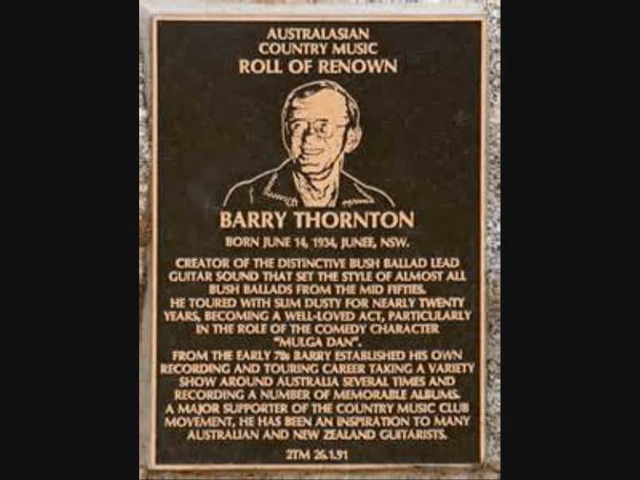 AUSTRALASIAN
COUNTRY MUSIC
ROLL OF RENOWN
BARRY THORNTON
BORN JUNE 14, 1934, JUNEE, NSW.
CREATOR OF THE DISTINCTIVE BUSH BALLAD LEAD
GUITAR SOUND THAT SET THE STYLE OF ALMOST ALL
BUSH BALLADS FROM THE MID FIFTIES.
HE TOURED WITH SLIM DUSTY FOR NEARLY TWENTY
YEARS, BECOMING A WELL-LOVED ACT, PARTICULARLY
IN THE ROLE OF THE COMEDY CHARACTER
"MULGA DAN".
FROM THE EARLY 70s BARRY ESTABLISHED HIS OWN
RECORDING AND TOURING CAREER TAKING A VARIETY
SHOW AROUND AUSTRALIA SEVERAL TIMES AND
RECORDING A NUMBER OF MEMORABLE ALBUMS.
A MAJOR SUPPORTER OF THE COUNTRY MUSIC CLUB
MOVEMENT, HE HAS BEEN AN INSPIRATION TO MANY
AUSTRALIAN AND NEW ZEALAND GUITARISTS.
2TM 26.1.91